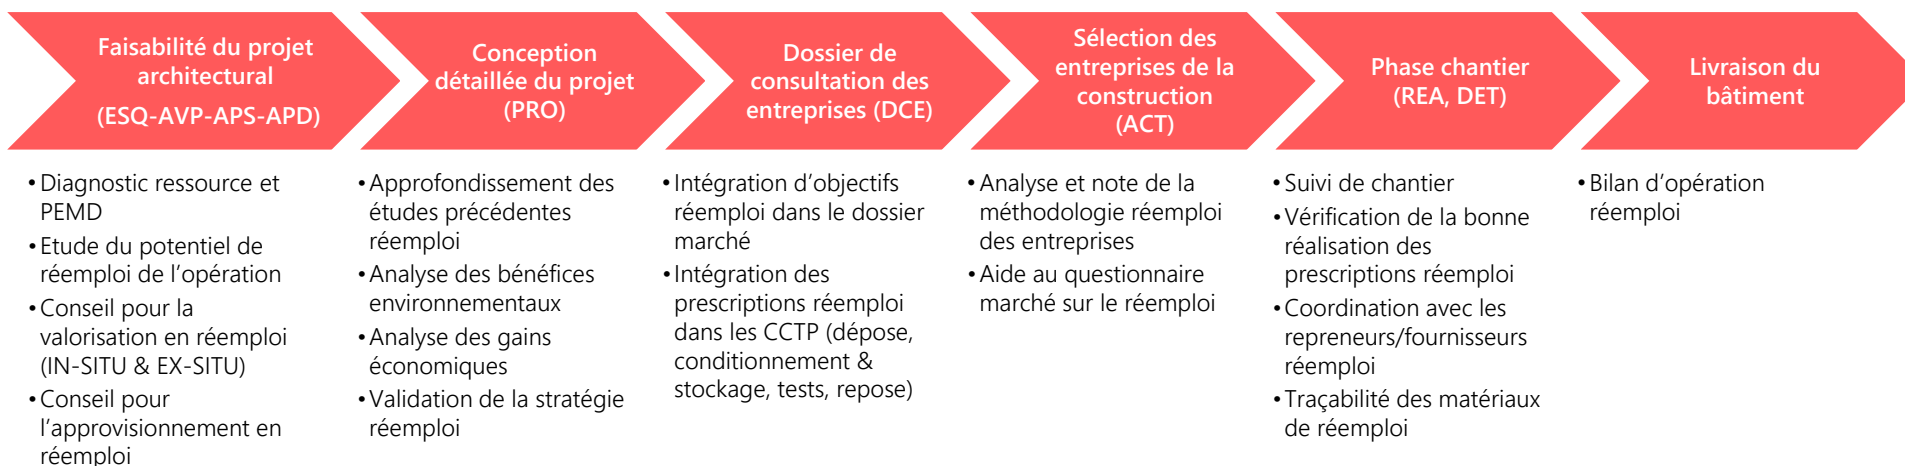 Faisabilité du projet
architectural
(ESQ-AVP-APS-APD)
Conception
détaillée du projet
(PRO)
Dossier de
consultation des
entreprises (DCE)
Sélection des
entreprises de la
construction
(ACT)
Phase chantier
(REA, DET)
Livraison du
bâtiment
•Diagnostic ressource et
PEMD
•Etude du potentiel de
réemploi de l’opération
•Conseil pour la
valorisation en réemploi
(IN-SITU & EX-SITU)
•Conseil pour
l’approvisionnement en
réemploi
•Approfondissement des
études précédentes
réemploi
•Analyse des bénéfices
environnementaux
•Analyse des gains
économiques
•Validation de la stratégie
réemploi
•Intégration d’objectifs
réemploi dans le dossier
marché
•Intégration des
prescriptions réemploi
dans les CCTP (dépose,
conditionnement &
stockage, tests, repose)
•Analyse et note de la
méthodologie réemploi
des entreprises
•Aide au questionnaire
marché sur le réemploi
•Suivi de chantier
•Vérification de la bonne
réalisation des
prescriptions réemploi
•Coordination avec les
repreneurs/fournisseurs
réemploi
•Traçabilité des matériaux
de réemploi
•Bilan d’opération
réemploi